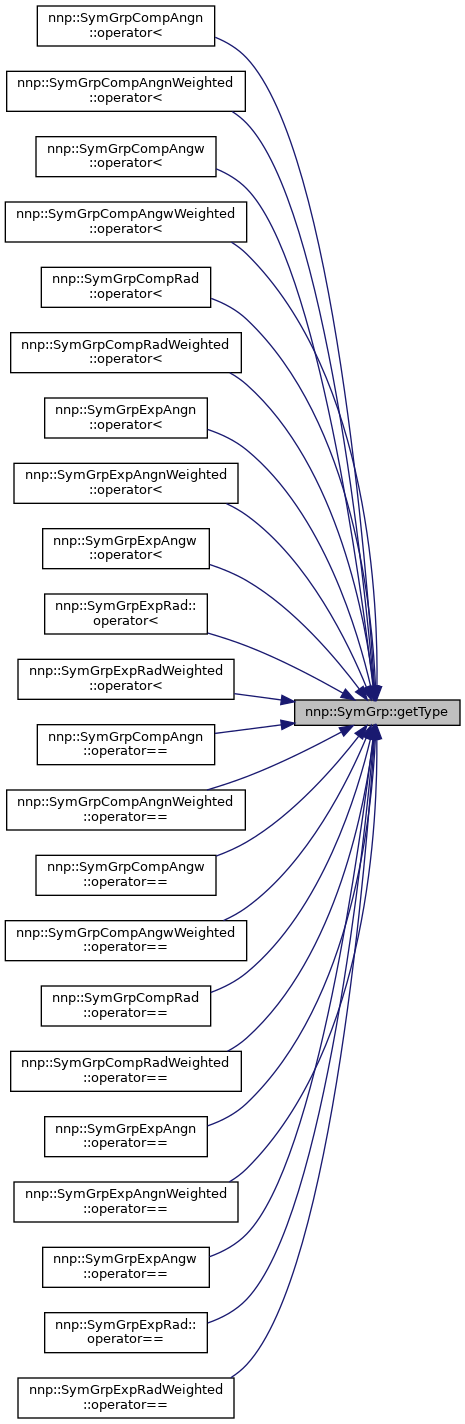 nnp::SymGrpCompAngn
::operator<
nnp::SymGrpCompAngnWeighted
::operator<
nnp::SymGrpCompAngw
::operator<
nnp::SymGrpCompAngwWeighted
::operator<
nnp::SymGrpCompRad
::operator<
nnp::SymGrpCompRadWeighted
::operator<
nnp::SymGrpExpAngn
::operator<
nnp::SymGrpExpAngnWeighted
::operator<
nnp::SymGrpExpAngw
::operator<
nnp::SymGrpExpRad::
operator<
nnp::SymGrpExpRadWeighted
::operator<
nnp::SymGrp::getType
nnp::SymGrpCompAngn
::operator==
nnp::SymGrpCompAngnWeighted
::operator==
nnp::SymGrpCompAngw
::operator==
nnp::SymGrpCompAngwWeighted
::operator==
nnp::SymGrpCompRad
::operator==
nnp::SymGrpCompRadWeighted
::operator==
nnp::SymGrpExpAngn
::operator==
nnp::SymGrpExpAngnWeighted
::operator==
nnp::SymGrpExpAngw
::operator==
nnp::SymGrpExpRad::
operator==
nnp::SymGrpExpRadWeighted
::operator==